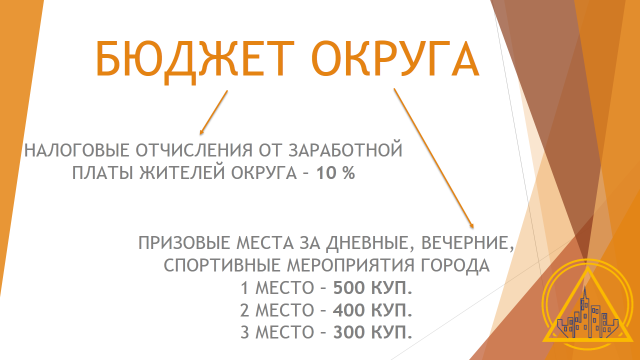 БЮДЖЕТ ОКРУГА
НАЛОГОВЫЕ ОТЧИСЛЕНИЯ ОТ ЗАРАБОТНОЙ
ПЛАТЫ ЖИТЕЛЕЙ ОКРУГА – 10 %
ПРИЗОВЫЕ МЕСТА ЗА ДНЕВНЫЕ, ВЕЧЕРНИЕ,
СПОРТИВНЫЕ МЕРОПРИЯТИЯ ГОРОДА
1 МЕСТО – 500 КУП.
2 МЕСТО – 400 КУП.
3 МЕСТО – 300 КУП.